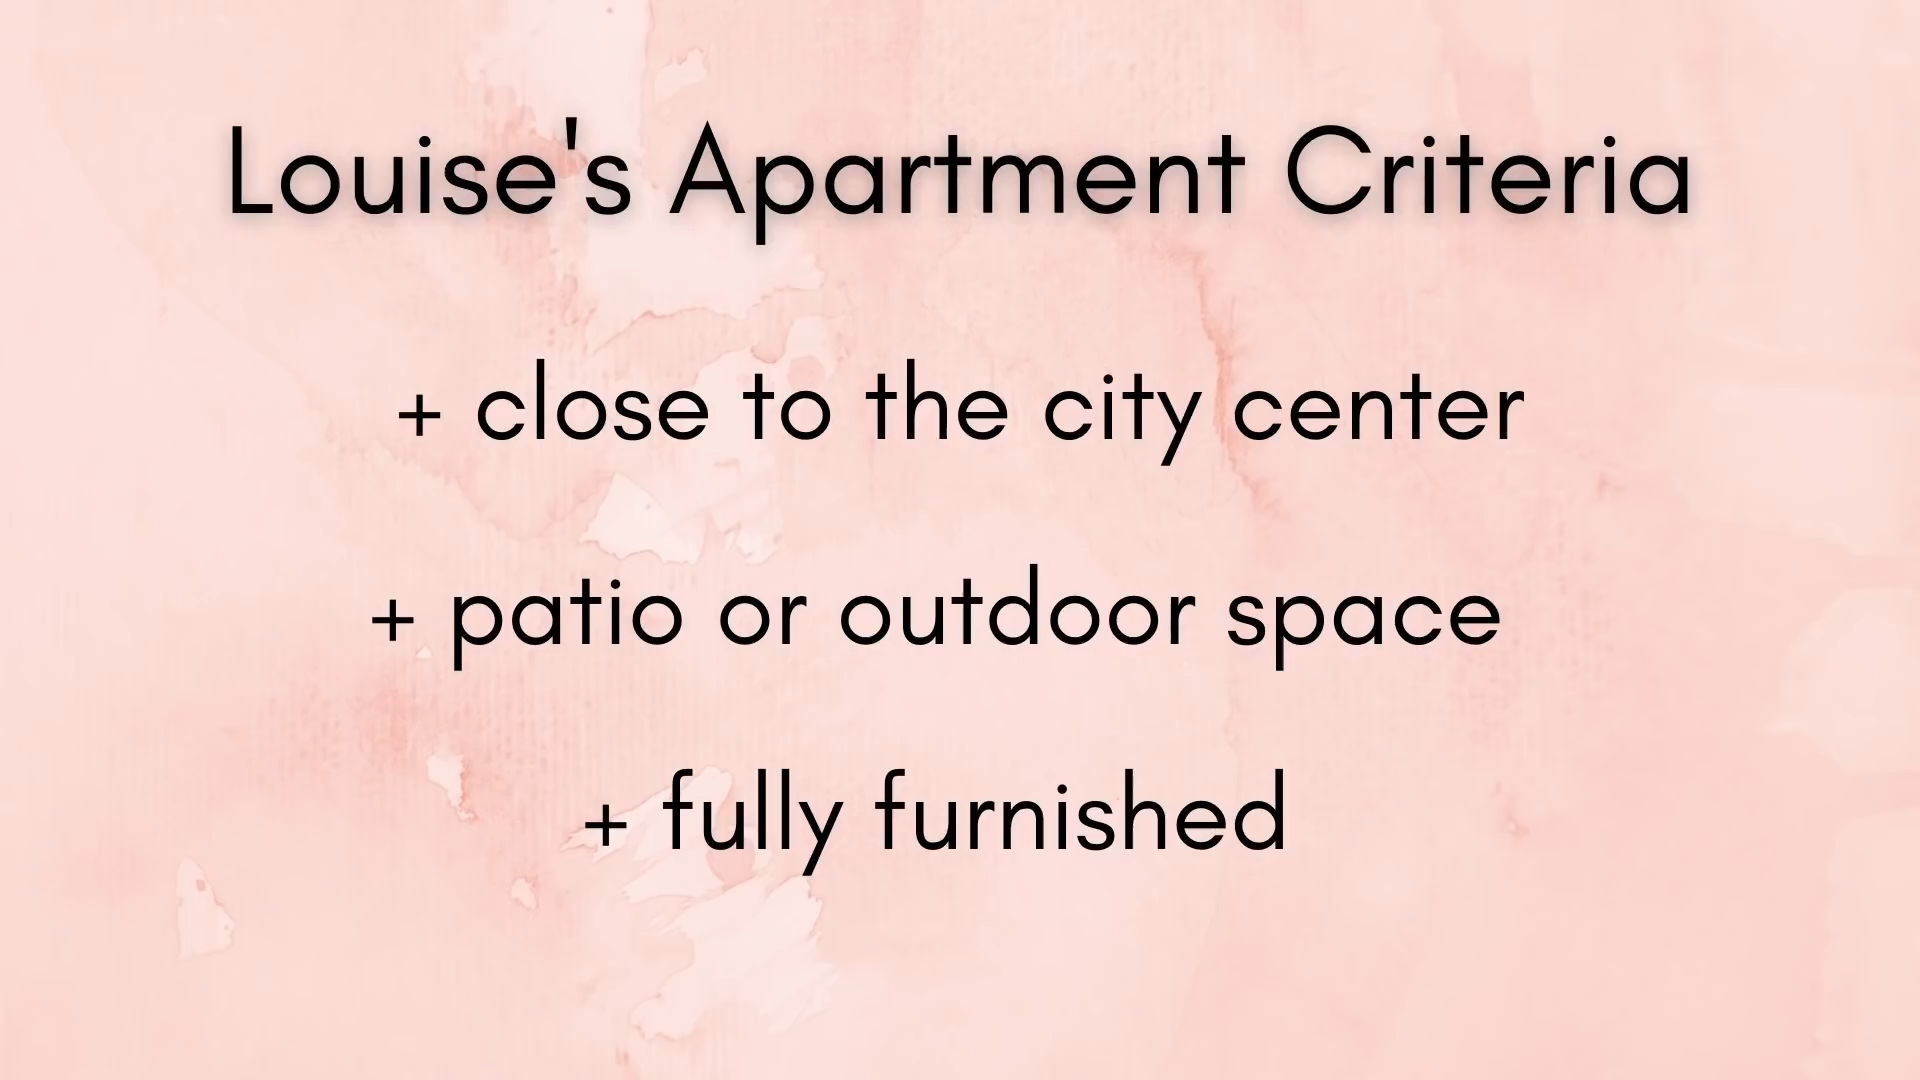 Louise's Apartment Criteria
+ close to the city center
+ patio or outdoor space
+ fully furnished